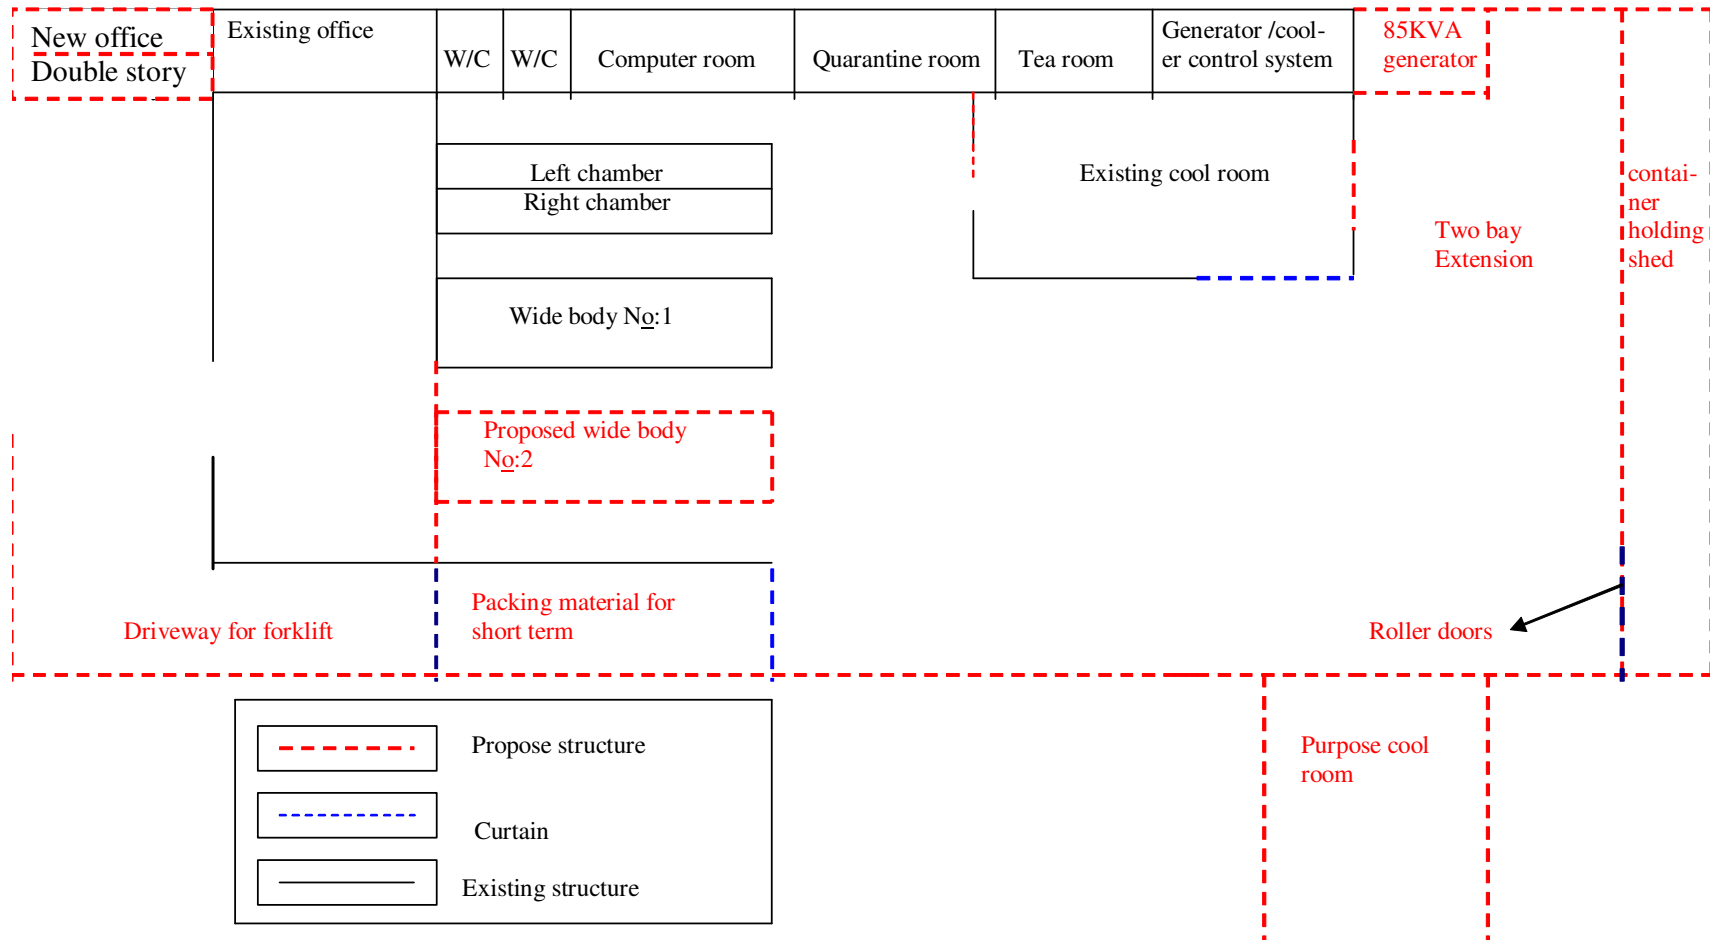 New office
Double story
Existing office
W/C
W/C
Computer room
Quarantine room
Tea room
Generator /cool-
er control system
85KVA
generator
Left chamber
Right chamber
Existing cool room
contai-
ner
holding
shed
Two bay
Extension
Wide body No:1
Proposed wide body
No:2
Packing material for
short term
Driveway for forklift
Roller doors
Propose structure
Curtain
Existing structure
Purpose cool
room